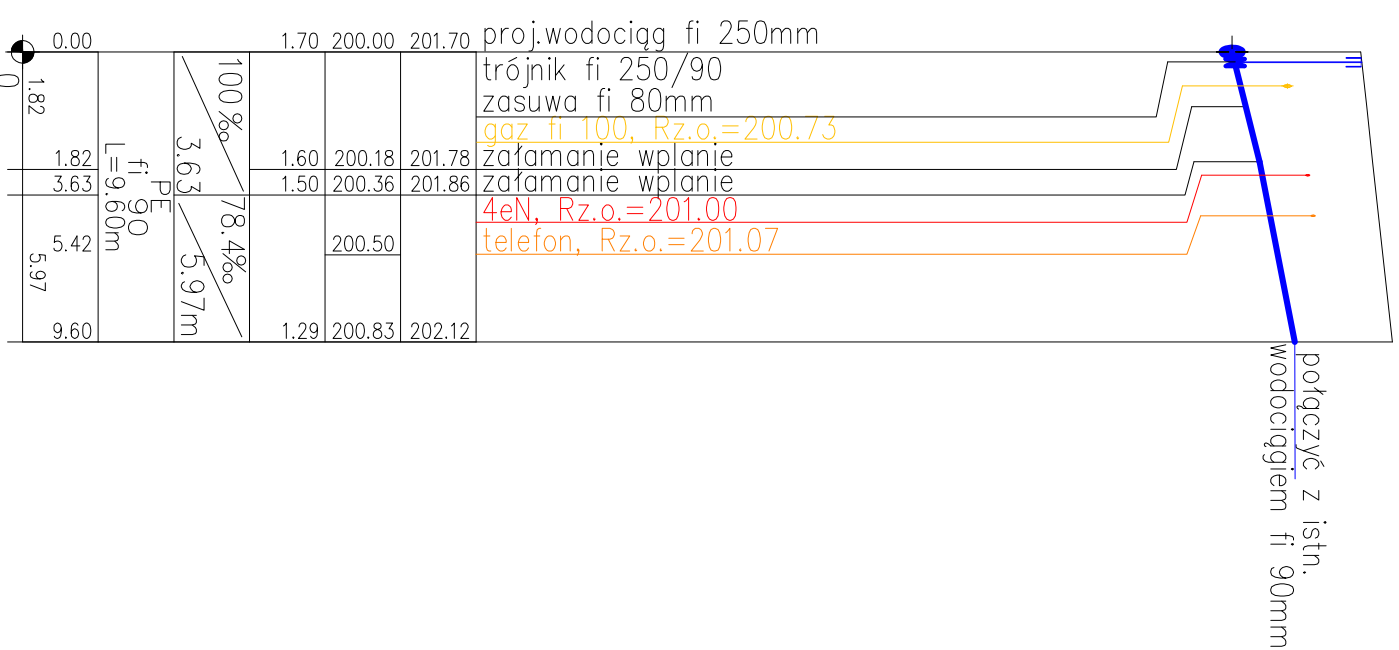 0.00 1.70 200.00 201.70 proj.wodociąg fi 250mm
trójnik fi 250/90
zasuwa fi 80mm
gaz fi 100, Rz.o.=200.73
1.82 1.60 200.18 201.78 załamanie wplanie
3.63 1.50 200.36 201.86 załamanie wplanie
4eN, Rz.o.=201.00
5.42 200.50 telefon, Rz.o.=201.07
9.60 1.29 200.83 202.12
0
1.82
5.97
PE
fi 90
L=9.60m
100‰
3.63
78.4‰
5.97m
połączyć z istn.
wodociągiem fi 90mm